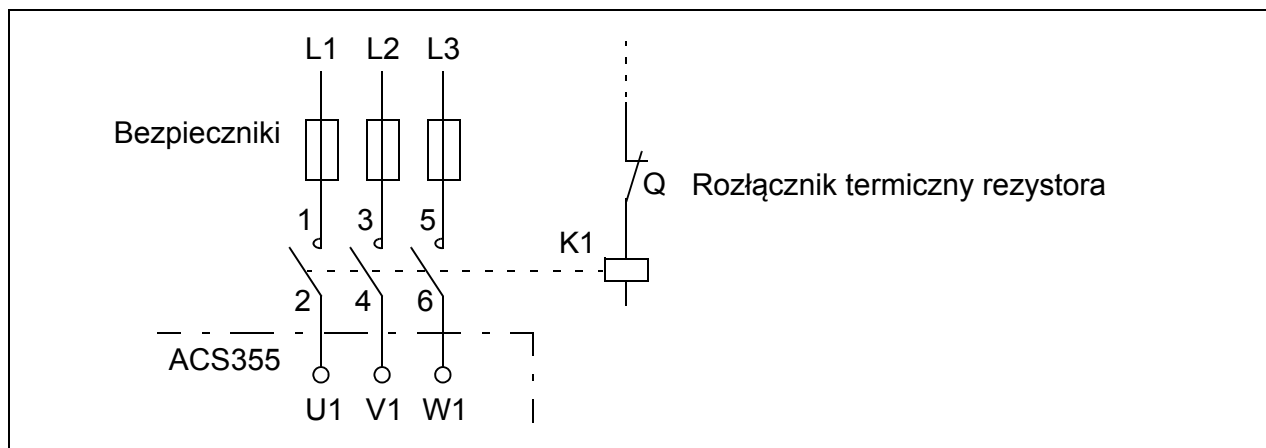 L1 L2 L3
Bezpieczniki
Q Rozłącznik termiczny rezystora
1 3 5
K1
2 4 6
ACS355
U1 V1 W1